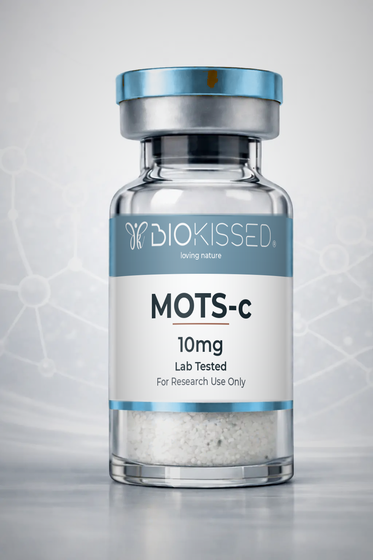 BIOKISSED®
loving nature
MOTS-c
10mg
Lab Tested
For Research Use Only